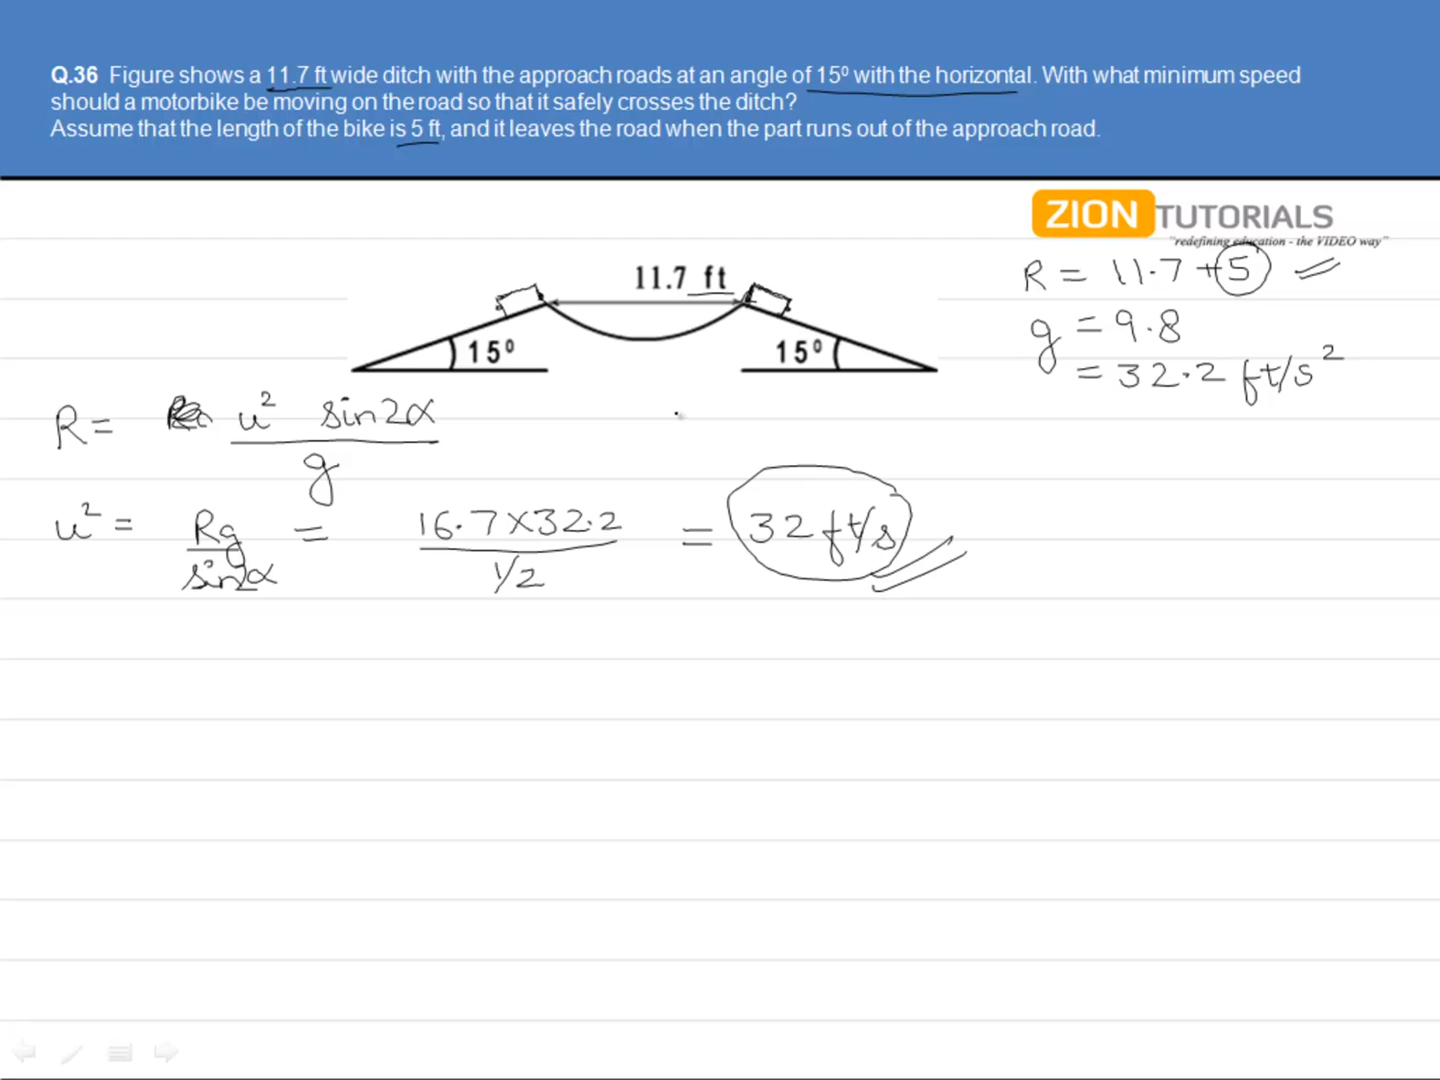 Q.36 Figure shows a 11.7 ft wide ditch with the approach roads at an angle of 15⁰ with the horizontal. With what minimum speed
should a motorbike be moving on the road so that it safely crosses the ditch?
Assume that the length of the bike is 5 ft, and it leaves the road when the part runs out of the approach road.
ZION TUTORIALS
"redefining education - the VIDEO way"
R = 11.7 + 5
g = 9.8
= 32.2 ft/s²
11.7 ft
15⁰ 15⁰
R = u² sin2α / g
u² = Rg / sin2α = 16.7 × 32.2 / 1/2 = 32 ft/s